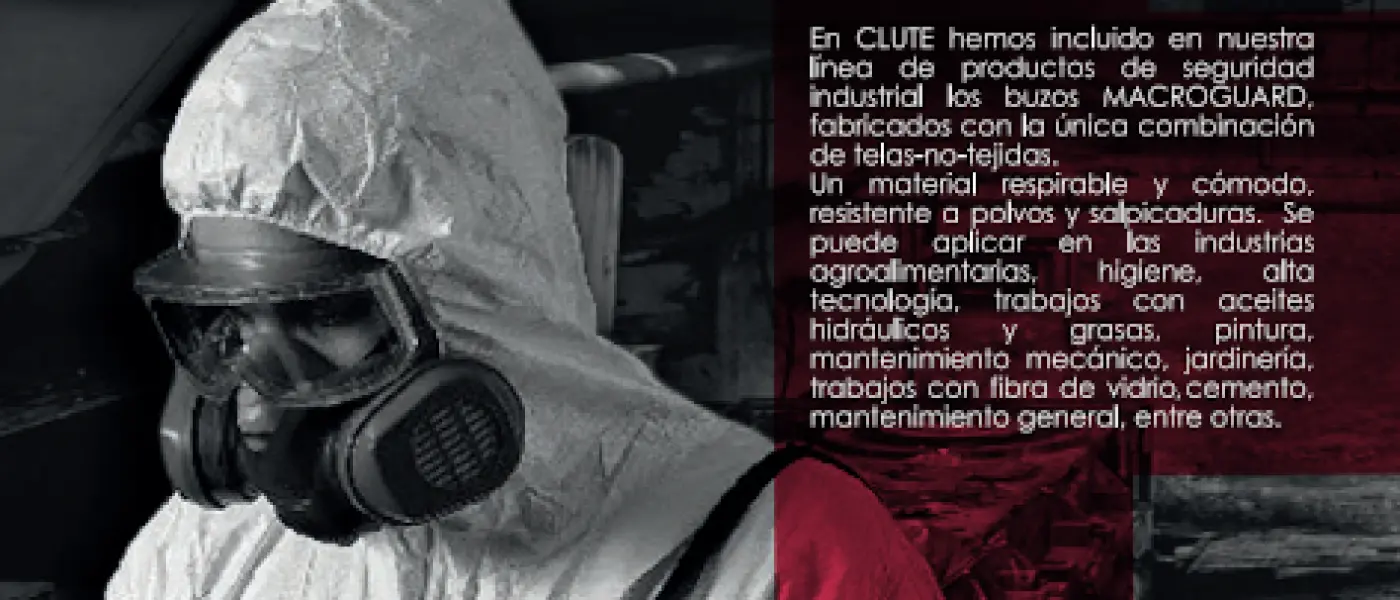 En CLUTE hemos incluido en nuestra
línea de productos de seguridad
industrial los buzos MACROGUARD,
fabricados con la única combinación
de telas-no-tejidas.
Un material respirable y cómodo,
resistente a polvos y salpicaduras. Se
puede aplicar en las industrias
agroalimentarias, higiene, alta
tecnología, trabajos con aceites
hidráulicos y grasas, pintura,
mantenimiento mecánico, jardinería,
trabajos con fibra de vidrio, cemento,
mantenimiento general, entre otras.